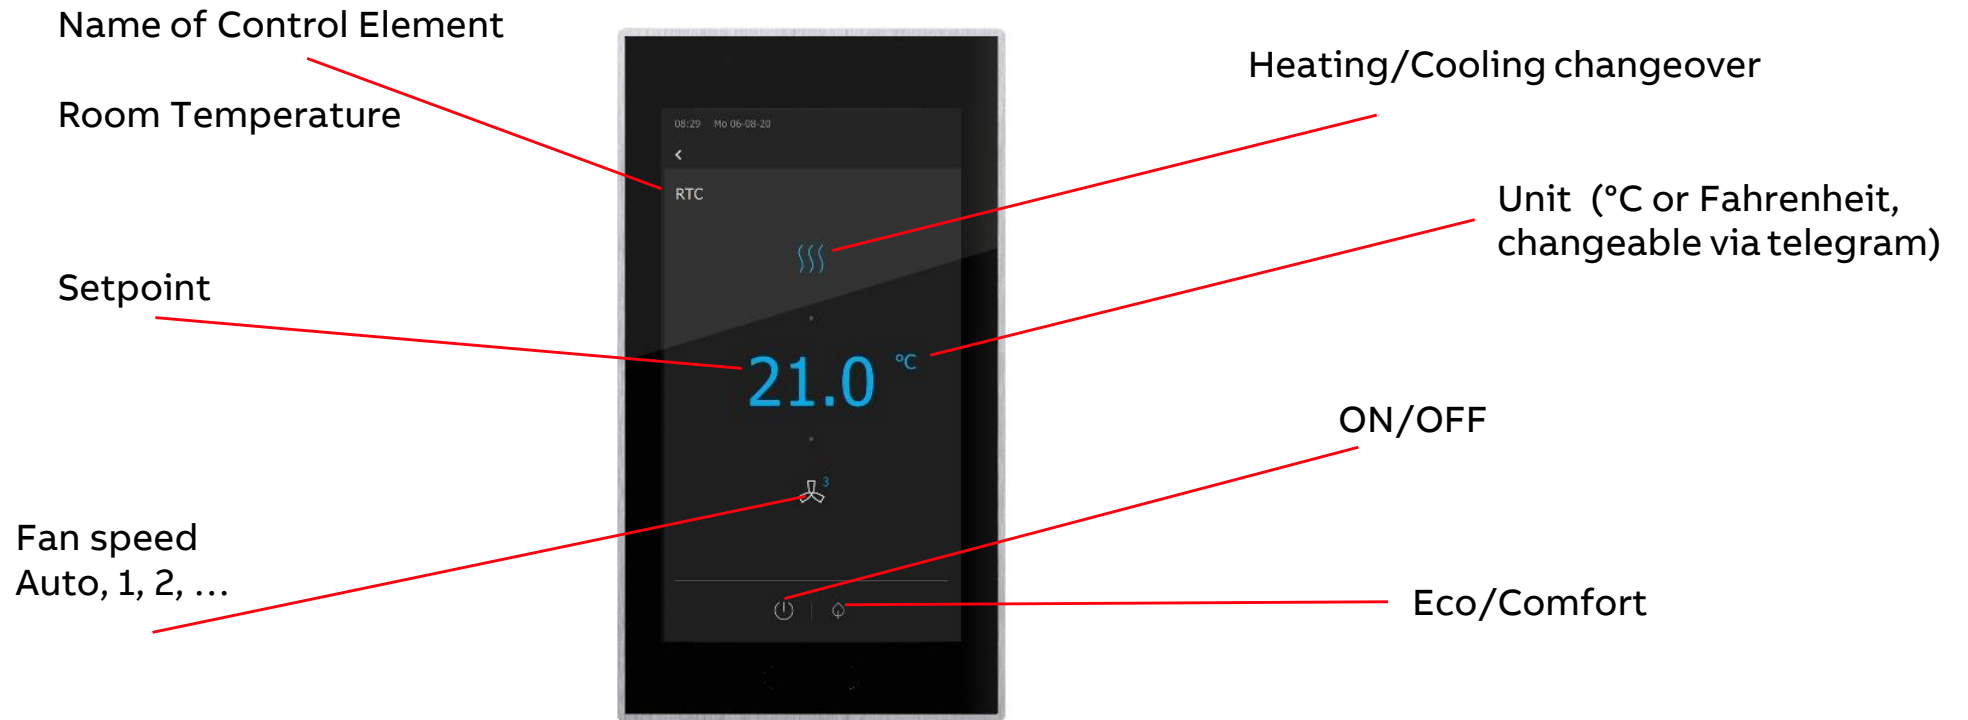 Name of Control Element
Room Temperature
Setpoint
Fan speed
Auto, 1, 2, …
08:29 Mo 06-08-20
RTC
21.0 °C
3
Heating/Cooling changeover
Unit (°C or Fahrenheit,
changeable via telegram)
ON/OFF
Eco/Comfort